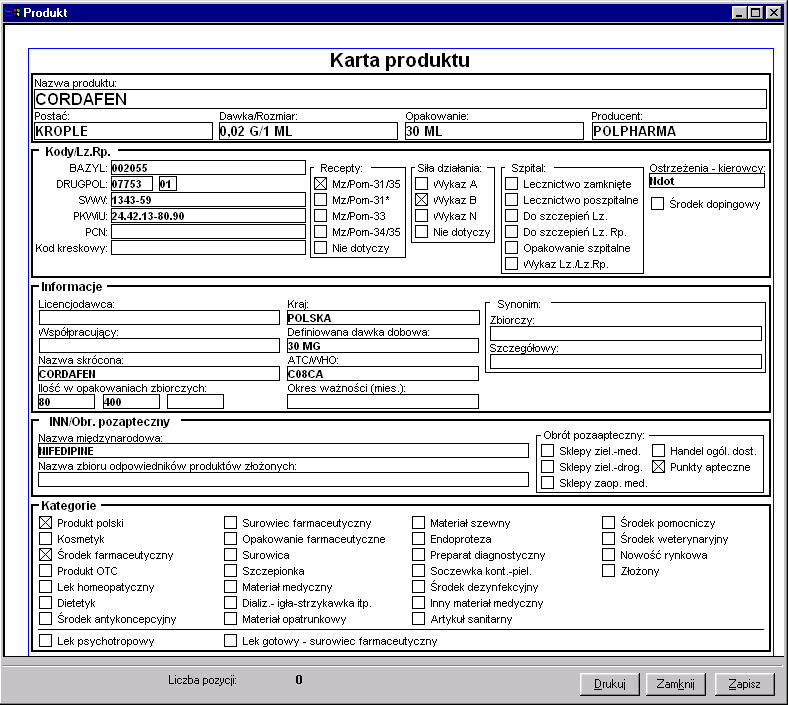 Produkt
Karta produktu
Nazwa produktu:
CORDAFEN
Postać: Dawka/Rozmiar: Opakowanie: Producent:
KROPLE 0,02 G/1 ML 30 ML POLPHARMA
Kody/Lz.Rp.
BAZYL: 002055
DRUGPOL: 07753 01
SWW: 1343-59
PKWiU: 24.42.13-80.90
PCN:
Kod kreskowy:
Recepty:
Mz/Pom-31/35
Mz/Pom-31*
Mz/Pom-33
Mz/Pom-34/35
Nie dotyczy
Siła działania:
Wykaz A
Wykaz B
Wykaz N
Nie dotyczy
Szpital:
Lecznictwo zamknięte
Lecznictwo poszpitalne
Do szczepień Lz.
Do szczepień Lz. Rp.
Opakowanie szpitalne
Wykaz Lz./Lz.Rp.
Ostrzeżenia - kierowcy:
Ndot
Środek dopingowy
Informacje
Licencjodawca:
Współpracujący:
Nazwa skrócona:
CORDAFEN
Ilość w opakowaniach zbiorczych:
80 400
Kraj:
POLSKA
Definiowana dawka dobowa:
30 MG
ATC/WHO:
C08CA
Okres ważności (mies.):
Synonim:
Zbiorczy:
Szczegółowy:
INN/Obr. pozapteczny
Nazwa międzynarodowa:
NIFEDIPINE
Nazwa zbioru odpowiedników produktów złożonych:
Obrót pozaapteczny:
Sklepy ziel.-med. Handel ogól. dost.
Sklepy ziel.-drog. Punkty apteczne
Sklepy zaop. med.
Kategorie
Produkt polski Surowiec farmaceutyczny Materiał szewny Środek pomocniczy
Kosmetyk Opakowanie farmaceutyczne Endoproteza Środek weterynaryjny
Środek farmaceutyczny Surowica Preparat diagnostyczny Nowość rynkowa
Produkt OTC Szczepionka Soczewka kont.-piel. Złożony
Lek homeopatyczny Materiał medyczny Środek dezynfekcyjny
Dietetyk Dializ.- igła-strzykawka itp. Inny materiał medyczny
Środek antykoncepcyjny Materiał opatrunkowy Artykuł sanitarny
Lek psychotropowy Lek gotowy - surowiec farmaceutyczny
Liczba pozycji: 0 Drukuj Zamknij Zapisz